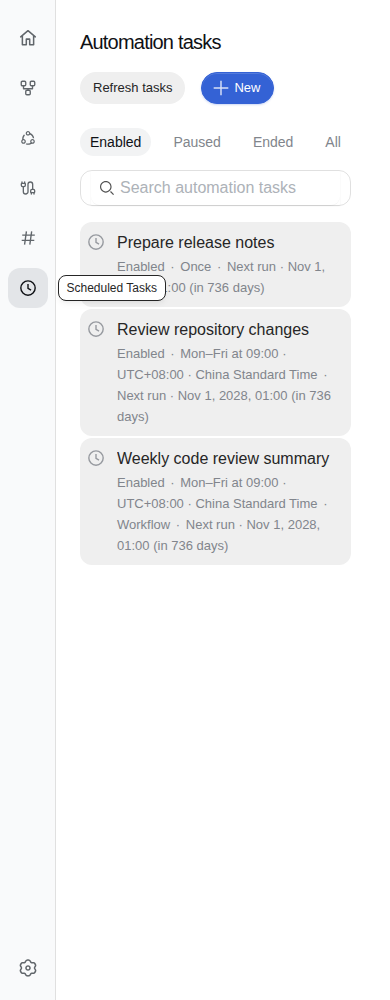 Automation tasks
Refresh tasks
New
Enabled Paused Ended All
Search automation tasks
Prepare release notes
Enabled · Once · Next run · Nov 1,
Scheduled Tasks
:00 (in 736 days)
Review repository changes
Enabled · Mon–Fri at 09:00 ·
UTC+08:00 · China Standard Time ·
Next run · Nov 1, 2028, 01:00 (in 736
days)
Weekly code review summary
Enabled · Mon–Fri at 09:00 ·
UTC+08:00 · China Standard Time ·
Workflow · Next run · Nov 1, 2028,
01:00 (in 736 days)